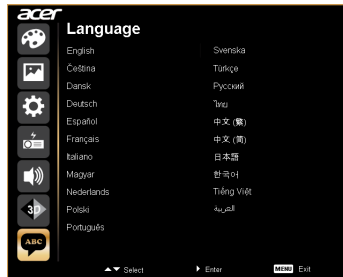 acer
Language
English
Čeština
Dansk
Deutsch
Español
Français
Italiano
Magyar
Nederlands
Polski
Português
Svenska
Türkçe
Русский
ไทย
中文 (繁)
中文 (简)
日本語
한국어
Tiếng Việt
العربية
3D
ABC
Select Enter MENU Exit